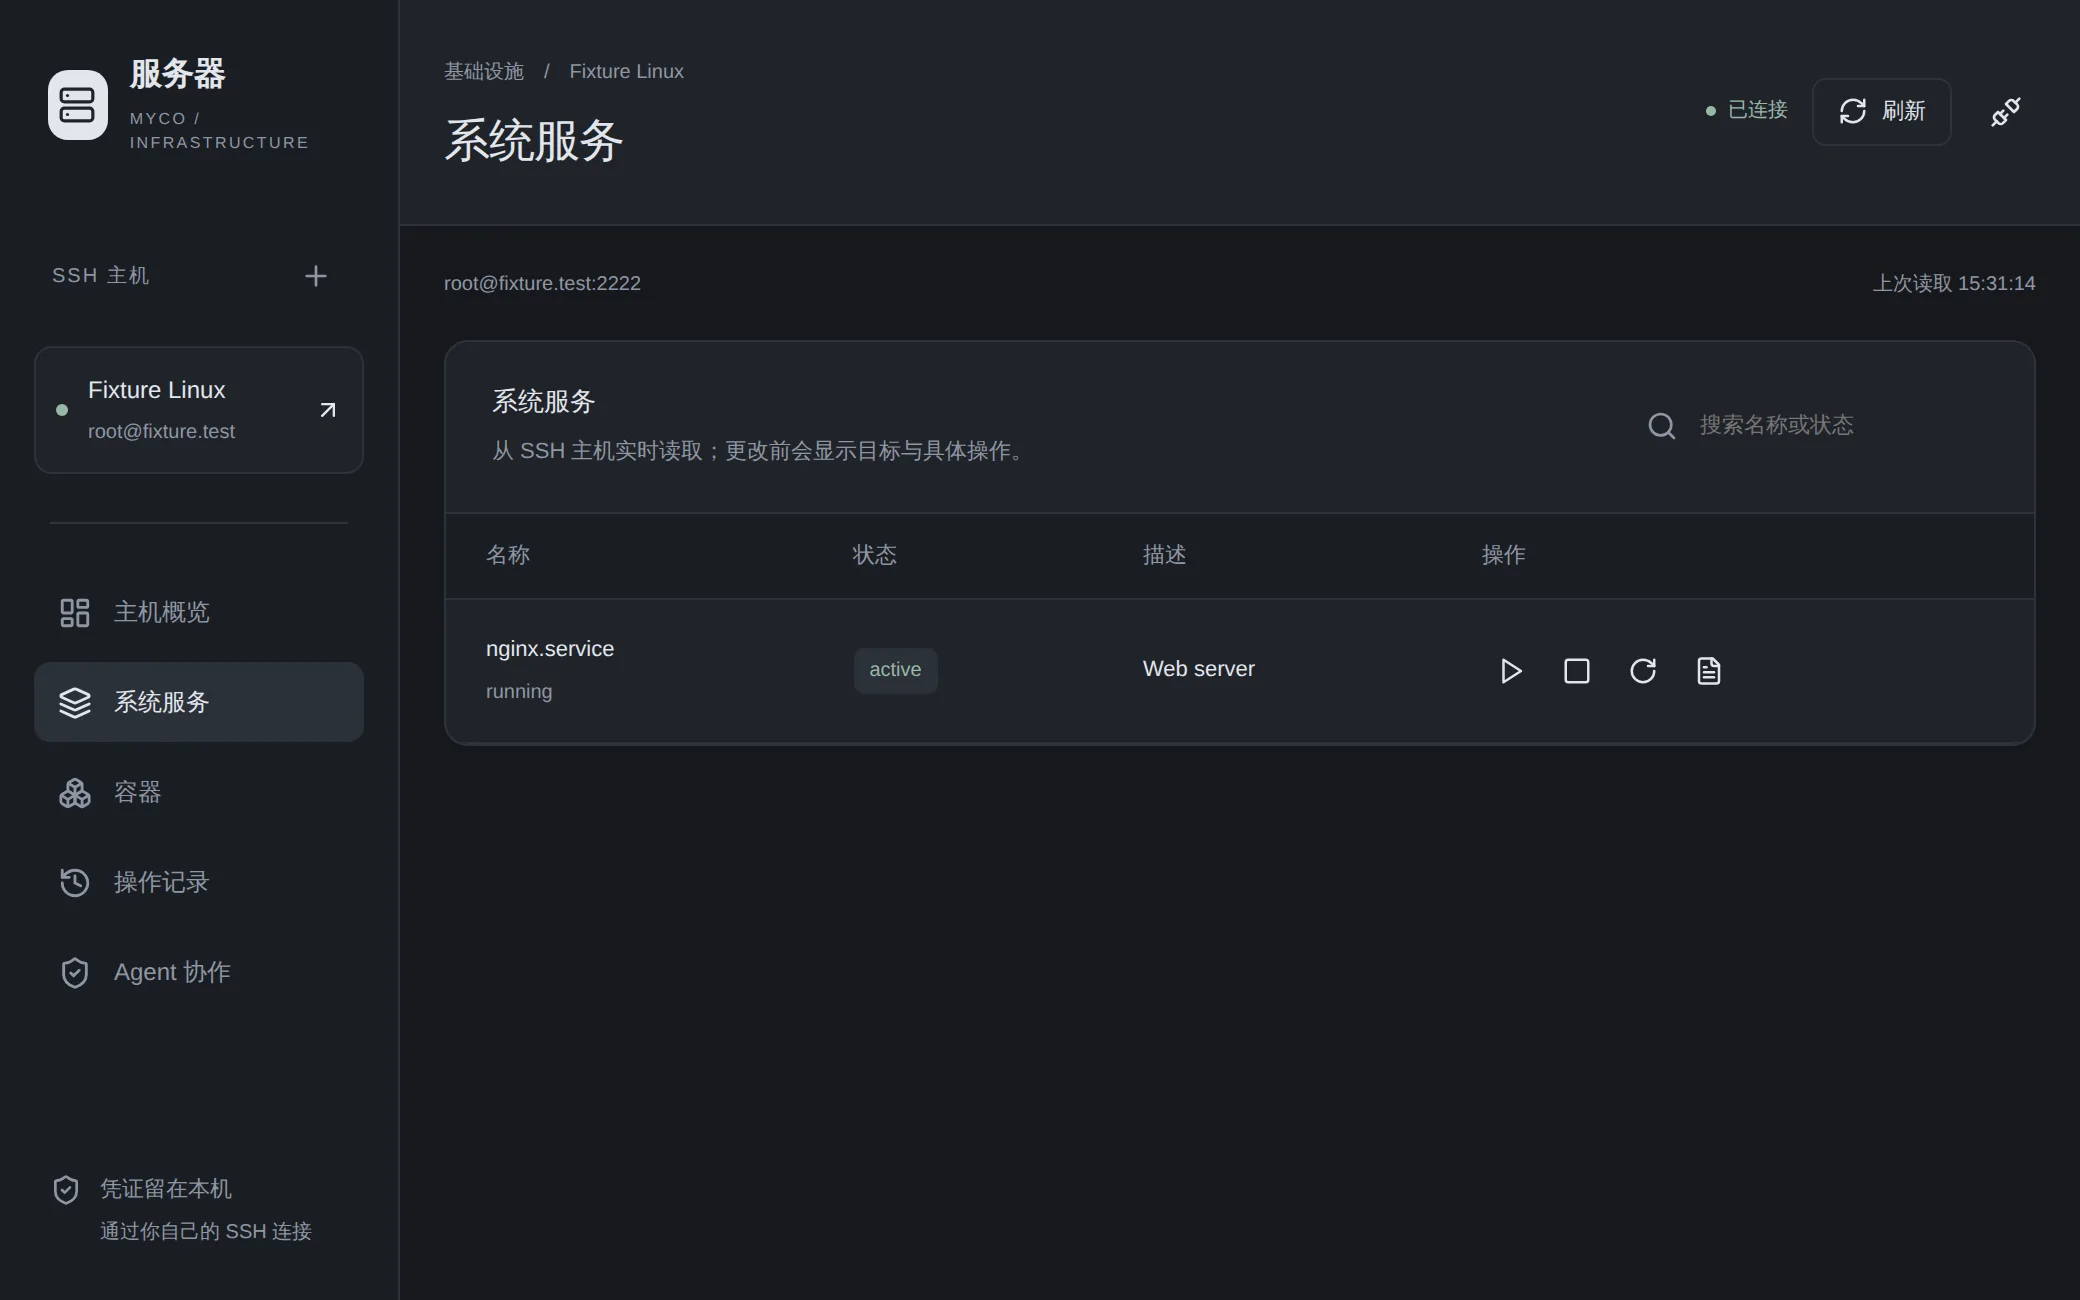 服务器
MYCO /
INFRASTRUCTURE
SSH 主机
Fixture Linux
root@fixture.test
主机概览
系统服务
容器
操作记录
Agent 协作
凭证留在本机
通过你自己的 SSH 连接
基础设施 / Fixture Linux
系统服务
已连接
刷新
root@fixture.test:2222
上次读取 15:31:14
系统服务
从 SSH 主机实时读取；更改前会显示目标与具体操作。
搜索名称或状态
名称 状态 描述 操作
nginx.service
running
active
Web server